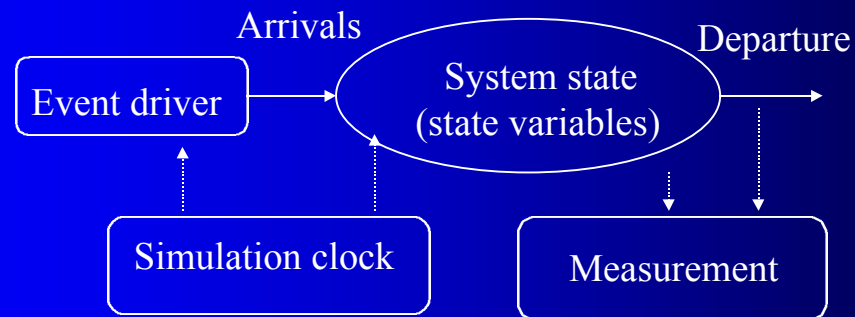 Arrivals
Departure
Event driver
System state
(state variables)
Simulation clock
Measurement